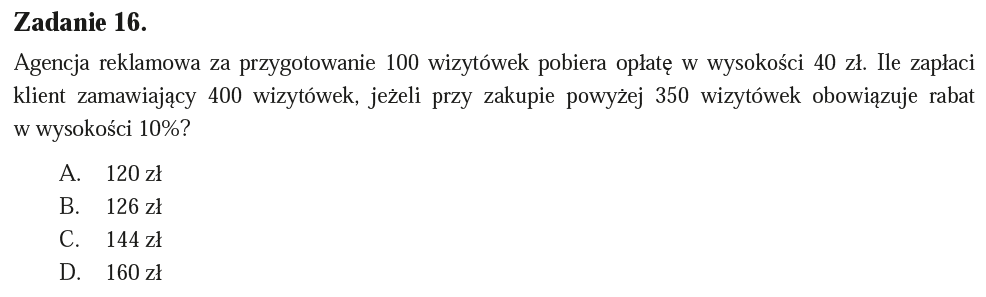 Zadanie 16.
Agencja reklamowa za przygotowanie 100 wizytówek pobiera opłatę w wysokości 40 zł. Ile zapłaci
klient zamawiający 400 wizytówek, jeżeli przy zakupie powyżej 350 wizytówek obowiązuje rabat
w wysokości 10%?
A. 120 zł
B. 126 zł
C. 144 zł
D. 160 zł